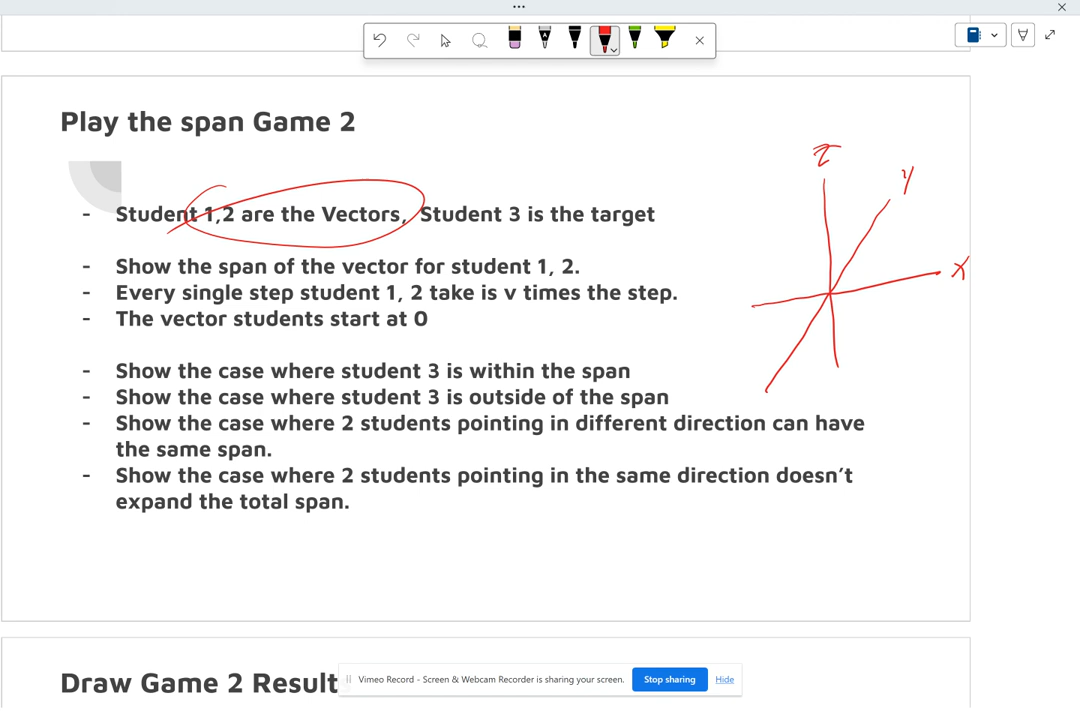 Play the span Game 2
z
y
- Student 1,2 are the Vectors, Student 3 is the target
x
- Show the span of the vector for student 1, 2.
- Every single step student 1, 2 take is v times the step.
- The vector students start at 0
- Show the case where student 3 is within the span
- Show the case where student 3 is outside of the span
- Show the case where 2 students pointing in different direction can have
the same span.
- Show the case where 2 students pointing in the same direction doesn’t
expand the total span.
Draw Game 2 Result
Vimeo Record - Screen & Webcam Recorder is sharing your screen.
Stop sharing
Hide